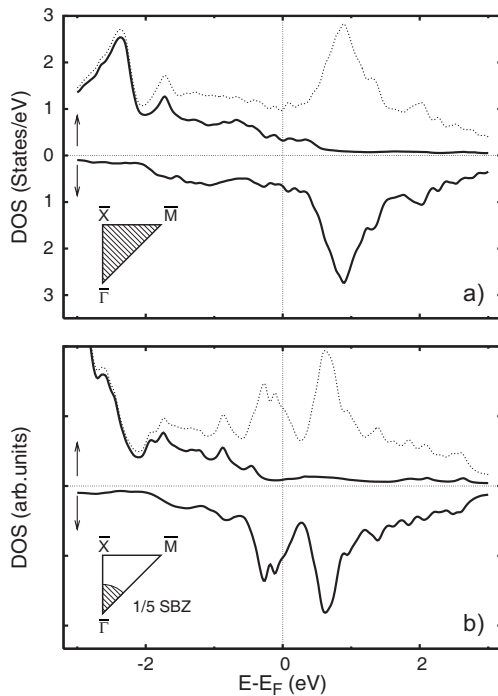 3
2
1
0
1
2
3
DOS (States/eV)
X̅ M̅
Γ̅
a)
DOS (arb.units)
X̅ M̅
1/5 SBZ
Γ̅
b)
-2 0 2
E-E_F (eV)